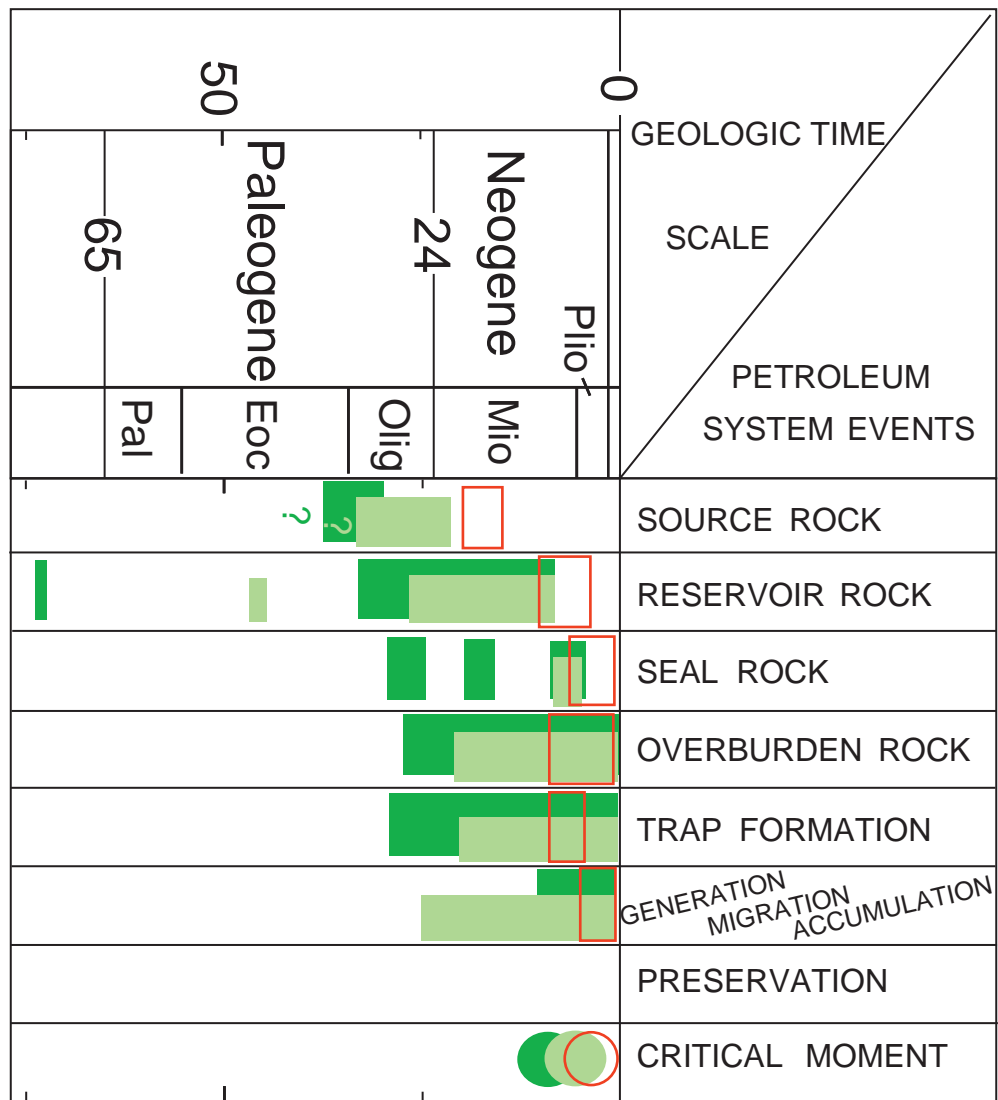 50
0
GEOLOGIC TIME
SCALE
PETROLEUM
SYSTEM EVENTS
65
Paleogene
24
Neogene
Plio
Pal
Eoc
Olig
Mio
? ?
SOURCE ROCK
RESERVOIR ROCK
SEAL ROCK
OVERBURDEN ROCK
TRAP FORMATION
GENERATION
MIGRATION
ACCUMULATION
PRESERVATION
CRITICAL MOMENT